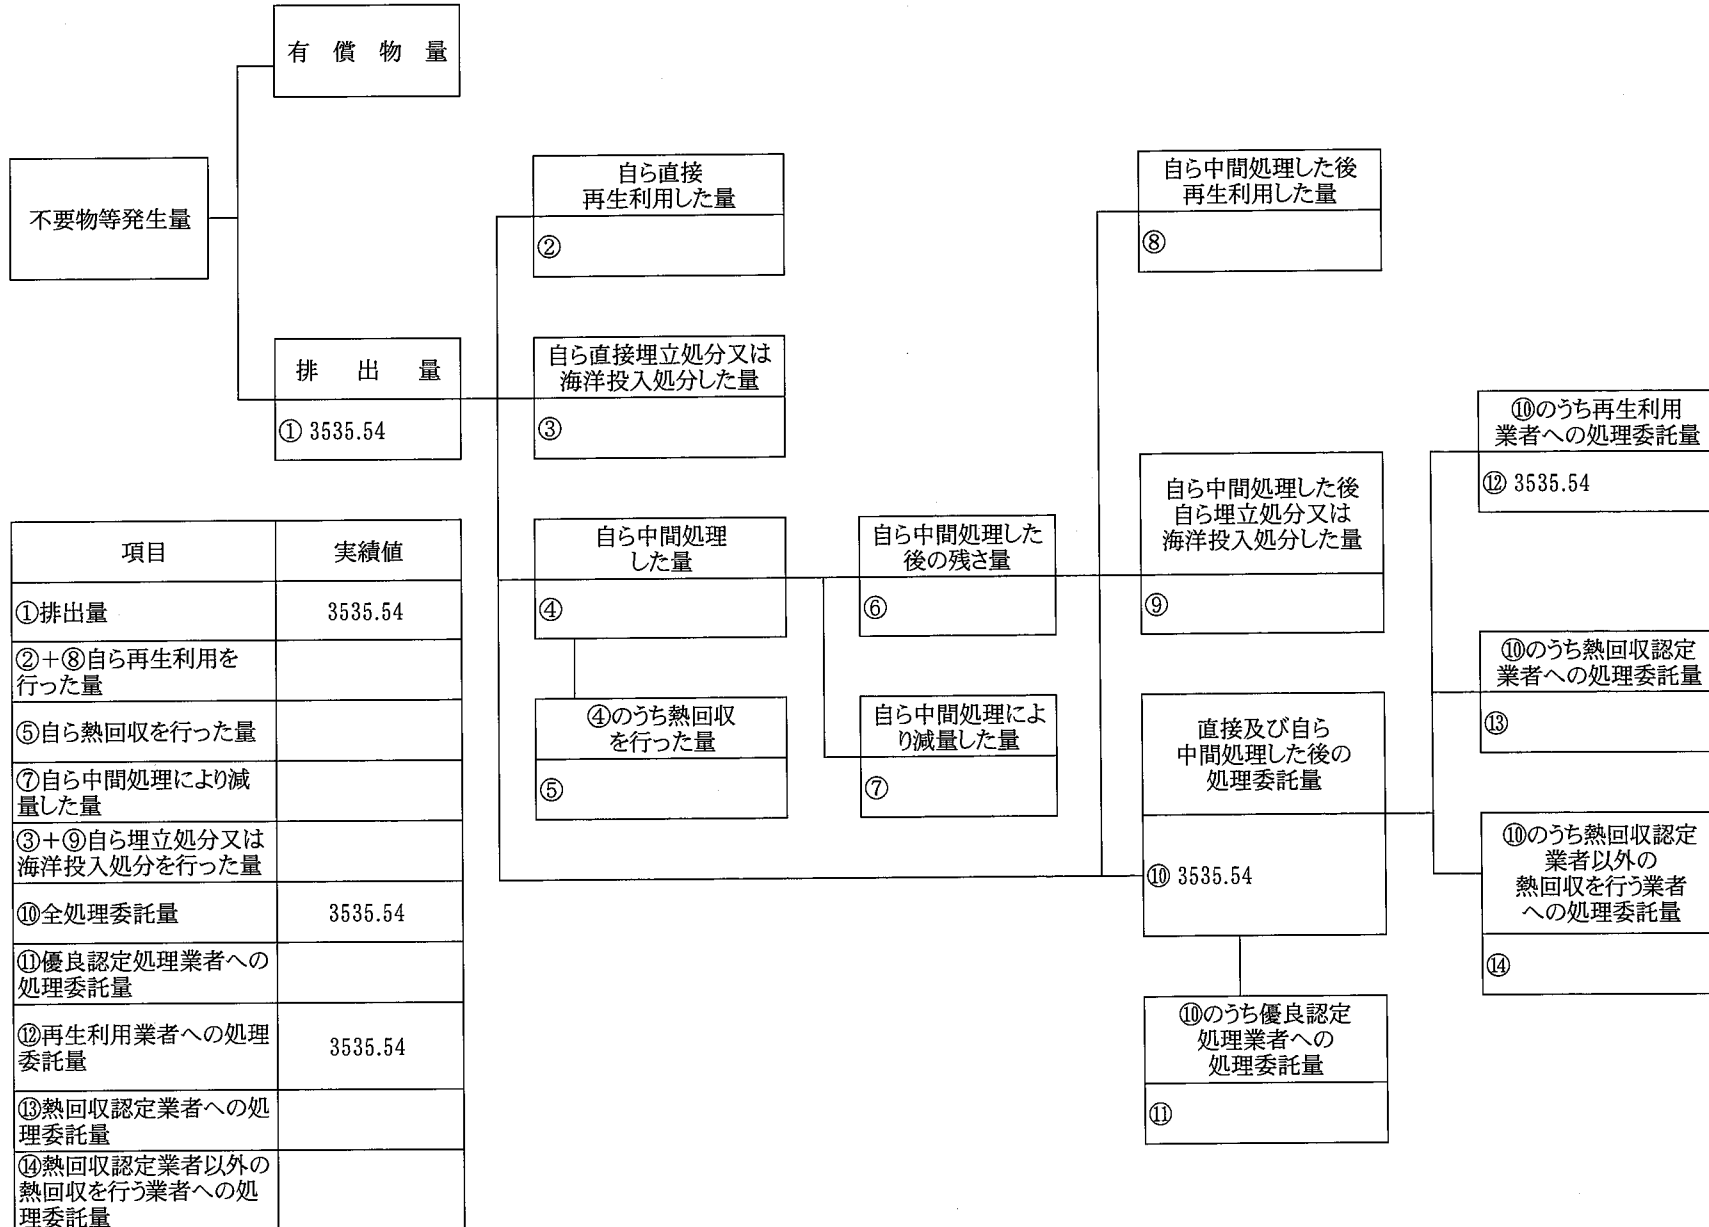 有償物量
不要物等発生量
排出量
① 3535.54
自ら直接
再生利用した量
②
自ら直接埋立処分又は
海洋投入処分した量
③
自ら中間処理
した量
④
④のうち熱回収
を行った量
⑤
自ら中間処理した
後の残さ量
⑥
自ら中間処理によ
り減量した量
⑦
自ら中間処理した後
再生利用した量
⑧
自ら中間処理した後
自ら埋立処分又は
海洋投入処分した量
⑨
直接及び自ら
中間処理した後の
処理委託量
⑩ 3535.54
⑩のうち優良認定
処理業者への
処理委託量
⑪
⑩のうち再生利用
業者への処理委託量
⑫ 3535.54
⑩のうち熱回収認定
業者への処理委託量
⑬
⑩のうち熱回収認定
業者以外の
熱回収を行う業者
への処理委託量
⑭
項目 実績値
①排出量 3535.54
②+⑧自ら再生利用を
行った量
⑤自ら熱回収を行った量
⑦自ら中間処理により減
量した量
③+⑨自ら埋立処分又は
海洋投入処分を行った量
⑩全処理委託量 3535.54
⑪優良認定処理業者への
処理委託量
⑫再生利用業者への処理
委託量 3535.54
⑬熱回収認定業者への処
理委託量
⑭熱回収認定業者以外の
熱回収を行う業者への処
理委託量